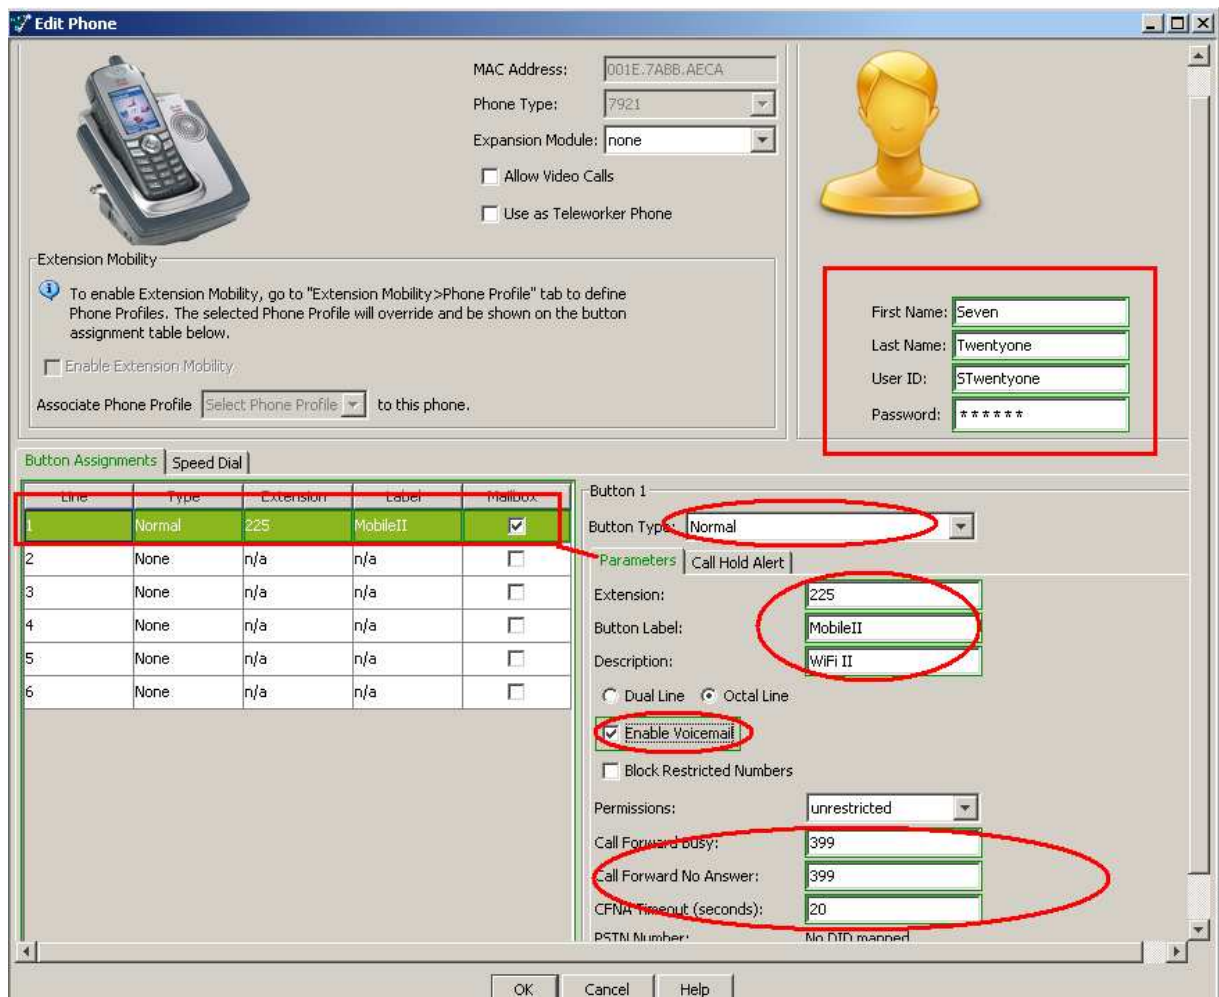 Edit Phone
MAC Address: 001E.7ABB.AECA
Phone Type: 7921
Expansion Module: none
Allow Video Calls
Use as Teleworker Phone
Extension Mobility
To enable Extension Mobility, go to "Extension Mobility>Phone Profile" tab to define
Phone Profiles. The selected Phone Profile will override and be shown on the button
assignment table below.
Enable Extension Mobility
Associate Phone Profile Select Phone Profile to this phone.
First Name: Seven
Last Name: Twentyone
User ID: STwentyone
Password: ******
Button Assignments Speed Dial
Line Type Extension Label Mailbox
1 Normal 225 MobileII
2 None n/a n/a
3 None n/a n/a
4 None n/a n/a
5 None n/a n/a
6 None n/a n/a
Button 1
Button Type: Normal
Parameters Call Hold Alert
Extension: 225
Button Label: MobileII
Description: WiFi II
Dual Line Octal Line
Enable Voicemail
Block Restricted Numbers
Permissions: unrestricted
Call Forward Busy: 399
Call Forward No Answer: 399
CFNA Timeout (seconds): 20
PSTN Number: No DID mapped
OK Cancel Help